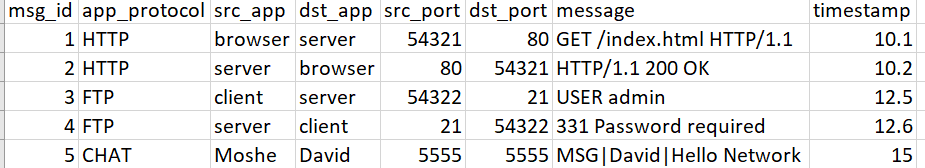 msg_id app_protocol src_app dst_app src_port dst_port message timestamp
1 HTTP browser server 54321 80 GET /index.html HTTP/1.1 10.1
2 HTTP server browser 80 54321 HTTP/1.1 200 OK 10.2
3 FTP client server 54322 21 USER admin 12.5
4 FTP server client 21 54322 331 Password required 12.6
5 CHAT Moshe David 5555 5555 MSG|David|Hello Network 15